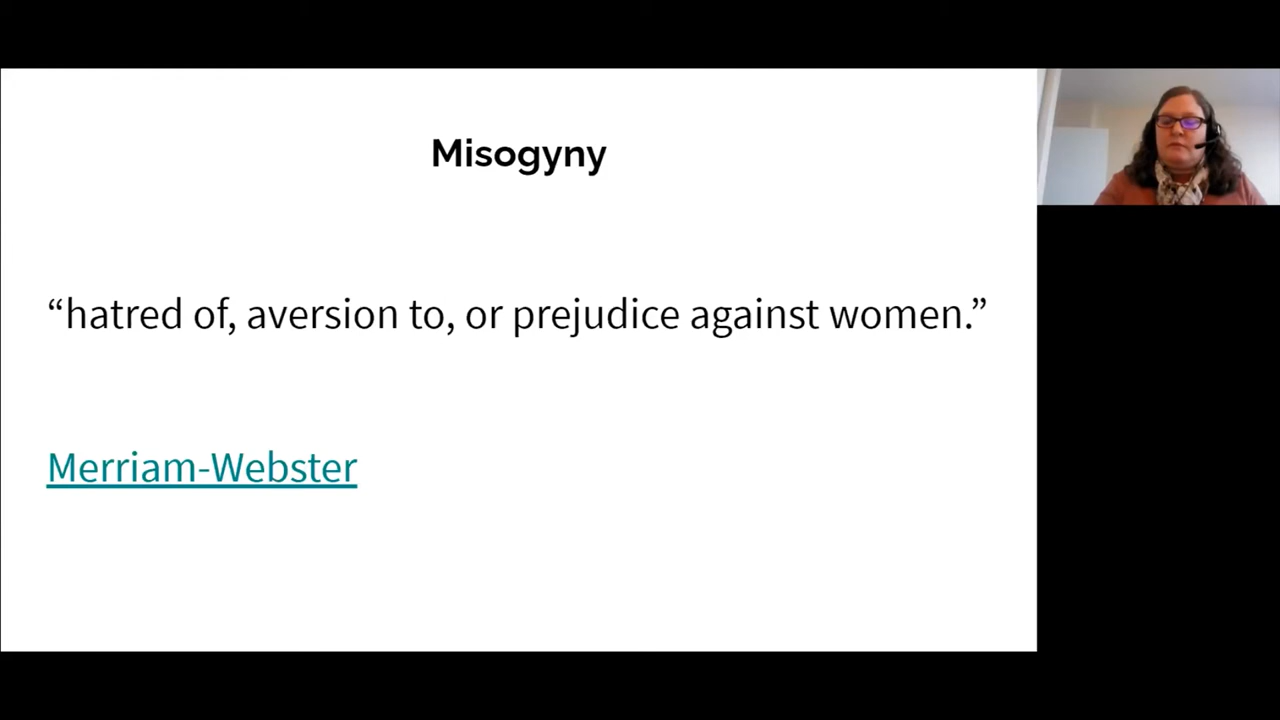 Misogyny
“hatred of, aversion to, or prejudice against women.”
Merriam-Webster